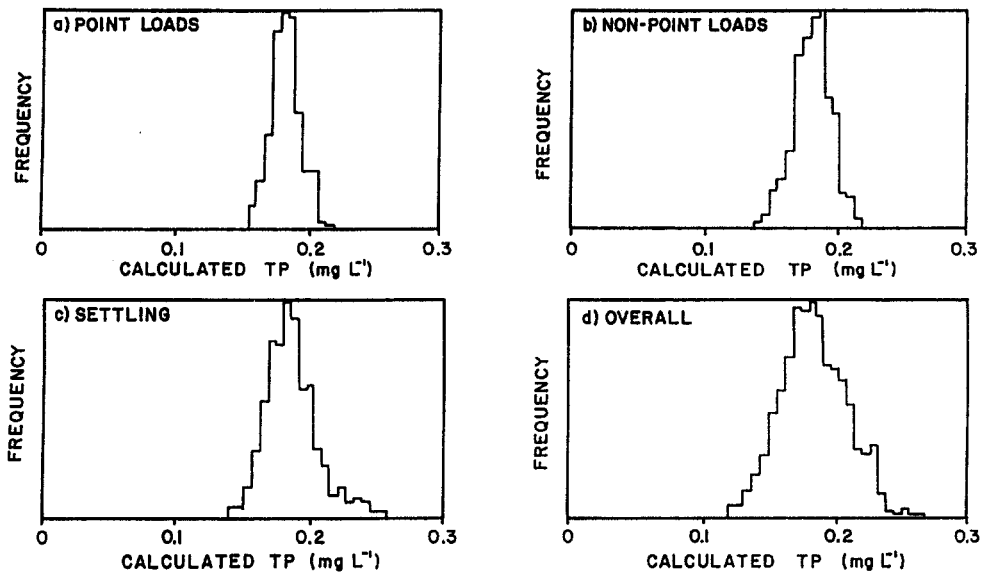 a) POINT LOADS
FREQUENCY
0 0.1 0.2 0.3
CALCULATED TP (mg L⁻¹)
b) NON-POINT LOADS
FREQUENCY
0 0.1 0.2 0.3
CALCULATED TP (mg L⁻¹)
c) SETTLING
FREQUENCY
0 0.1 0.2 0.3
CALCULATED TP (mg L⁻¹)
d) OVERALL
FREQUENCY
0 0.1 0.2 0.3
CALCULATED TP (mg L⁻¹)